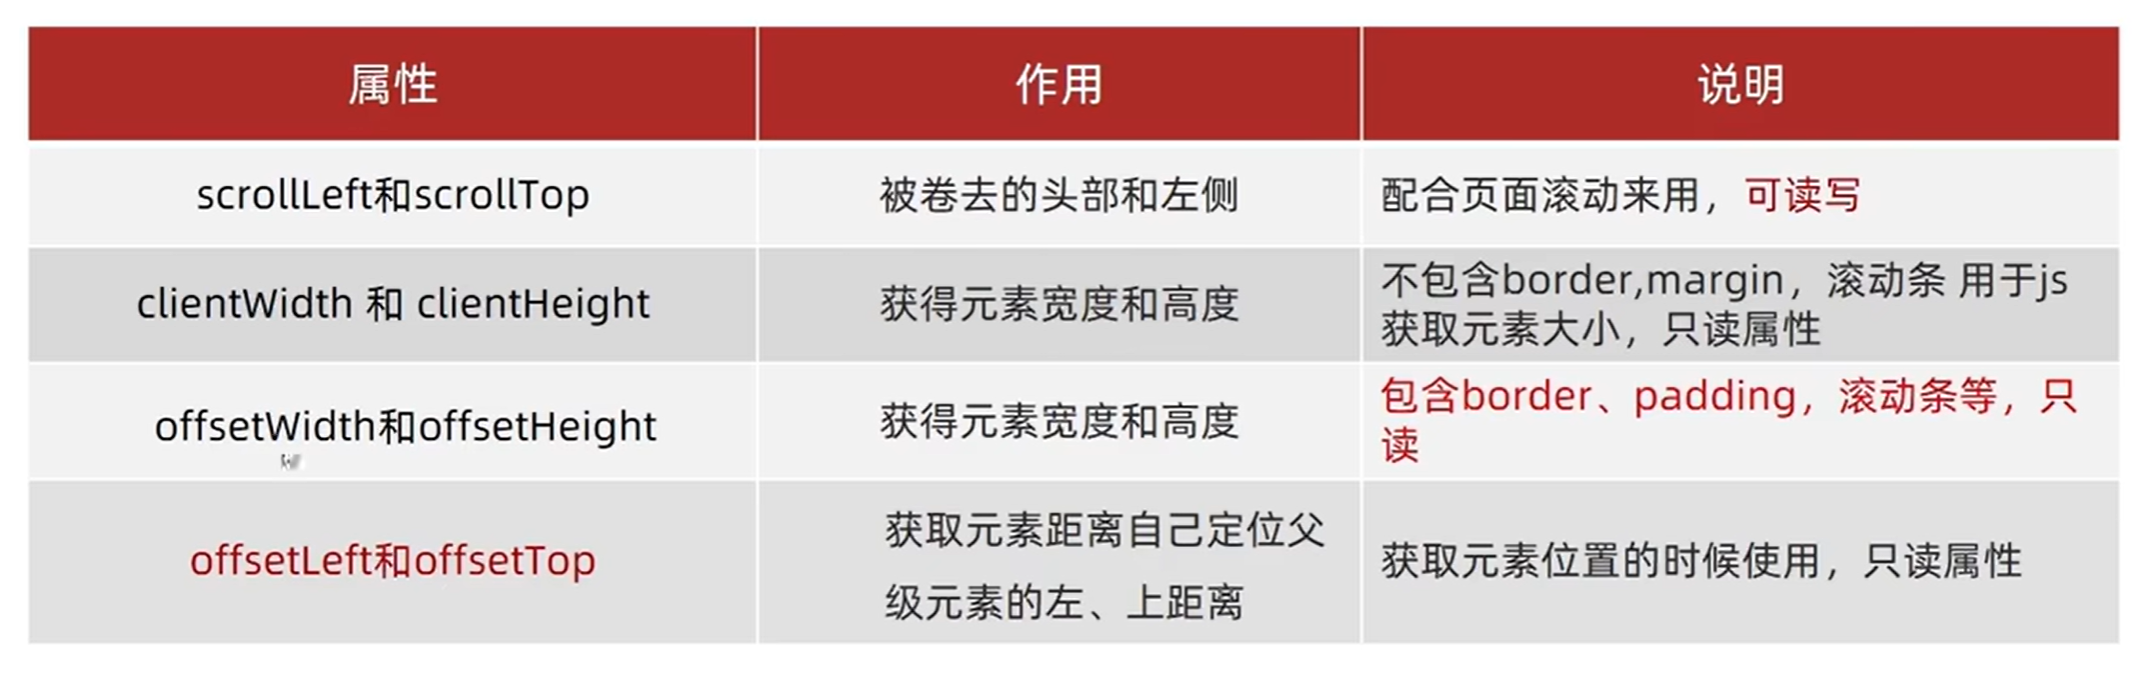 属性
作用
说明
scrollLeft和scrollTop
被卷去的头部和左侧
配合页面滚动来用，可读写
clientWidth 和 clientHeight
获得元素宽度和高度
不包含border,margin，滚动条 用于js
获取元素大小，只读属性
offsetWidth和offsetHeight
获得元素宽度和高度
包含border、padding，滚动条等，只
读
offsetLeft和offsetTop
获取元素距离自己定位父
级元素的左、上距离
获取元素位置的时候使用，只读属性